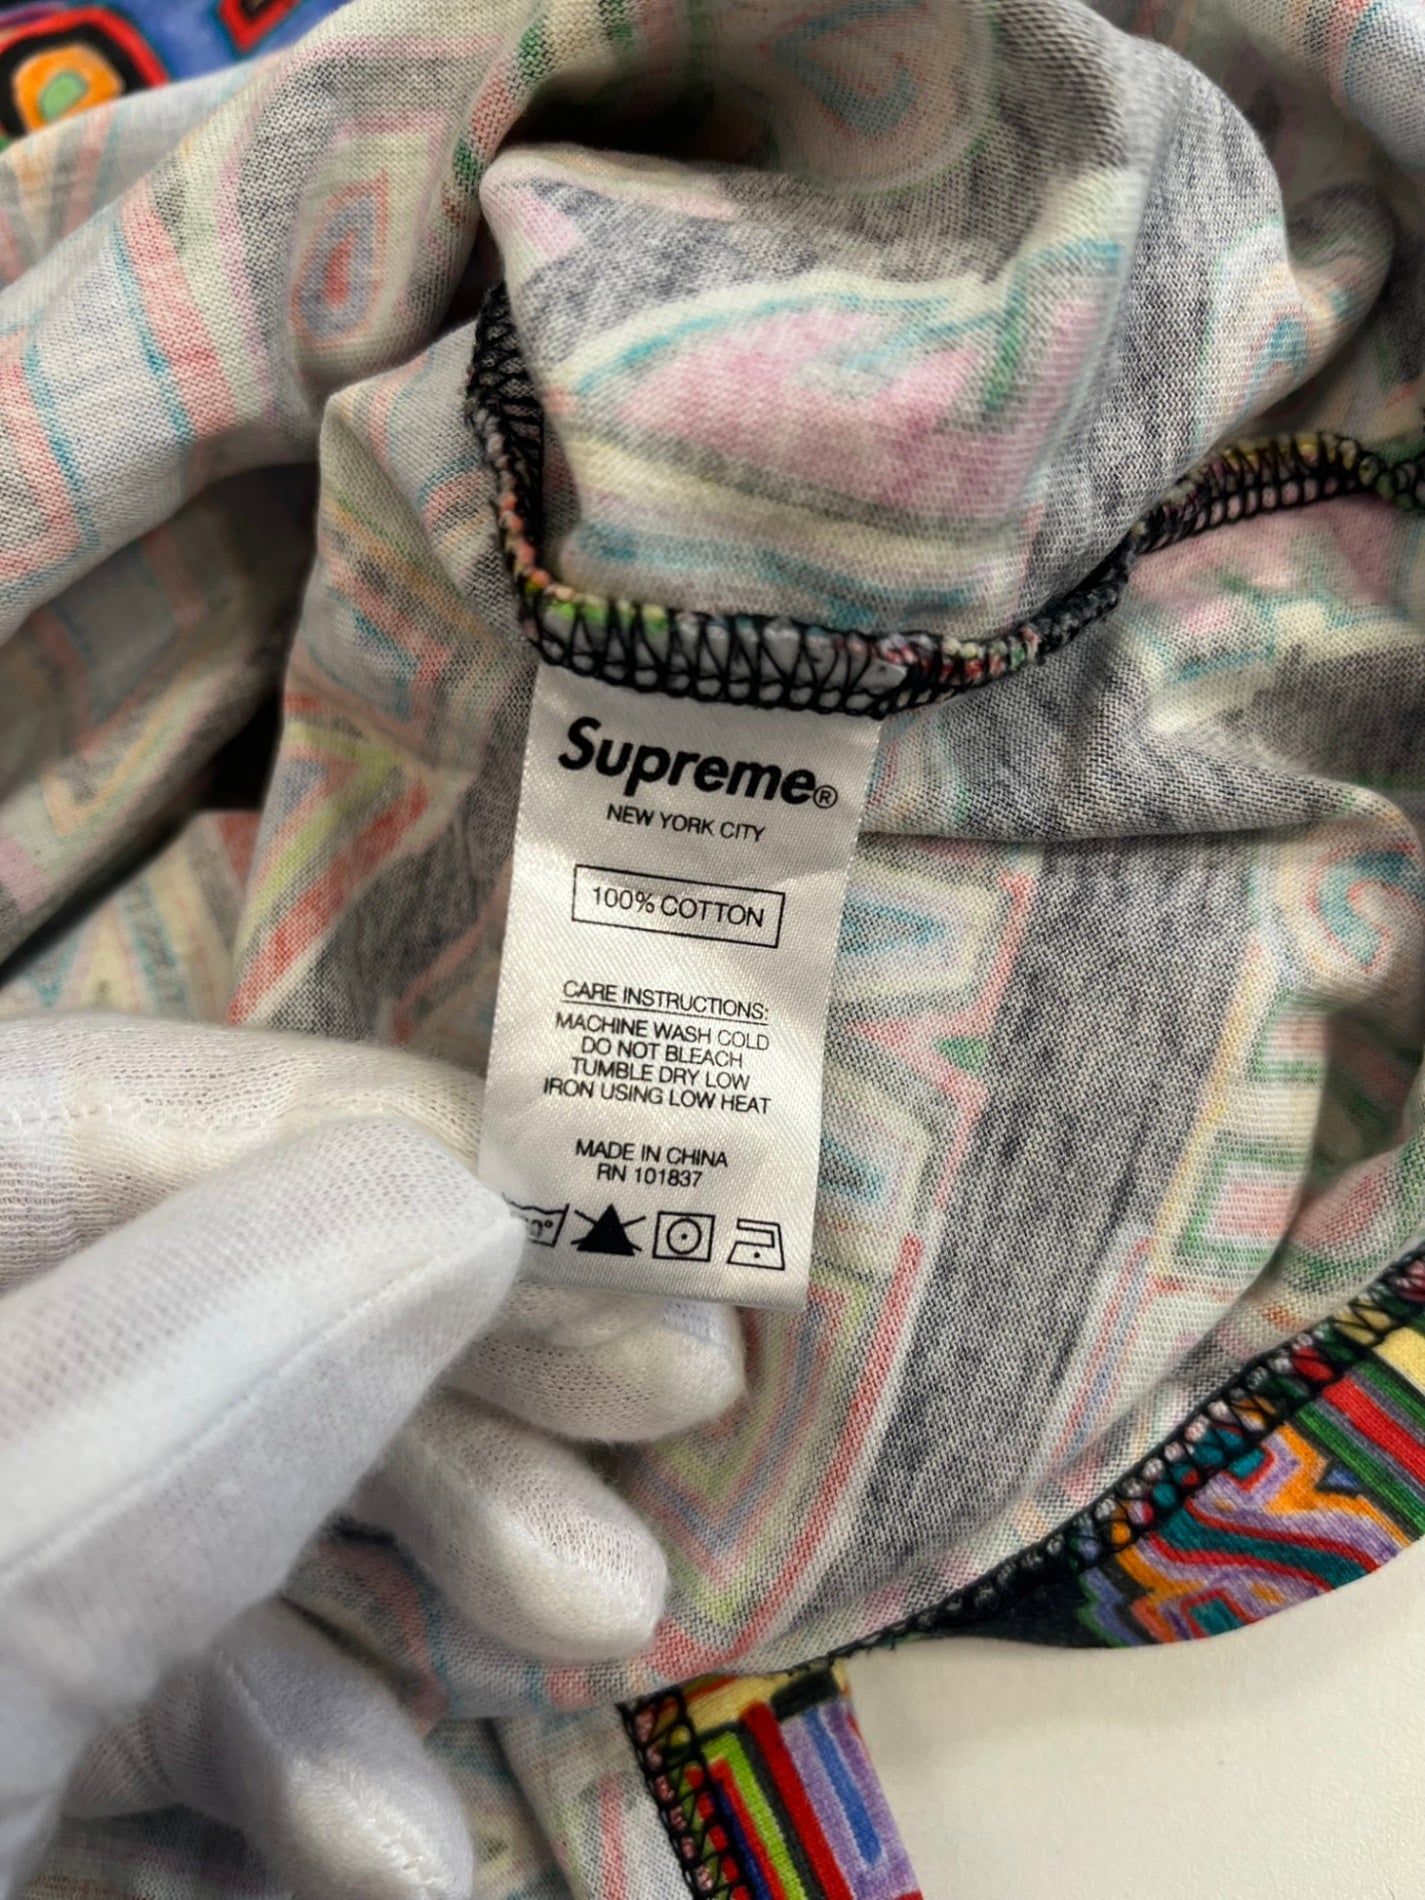 Supreme®
NEW YORK CITY
100% COTTON
CARE INSTRUCTIONS:
MACHINE WASH COLD
DO NOT BLEACH
TUMBLE DRY LOW
IRON USING LOW HEAT
MADE IN CHINA
RN 101837